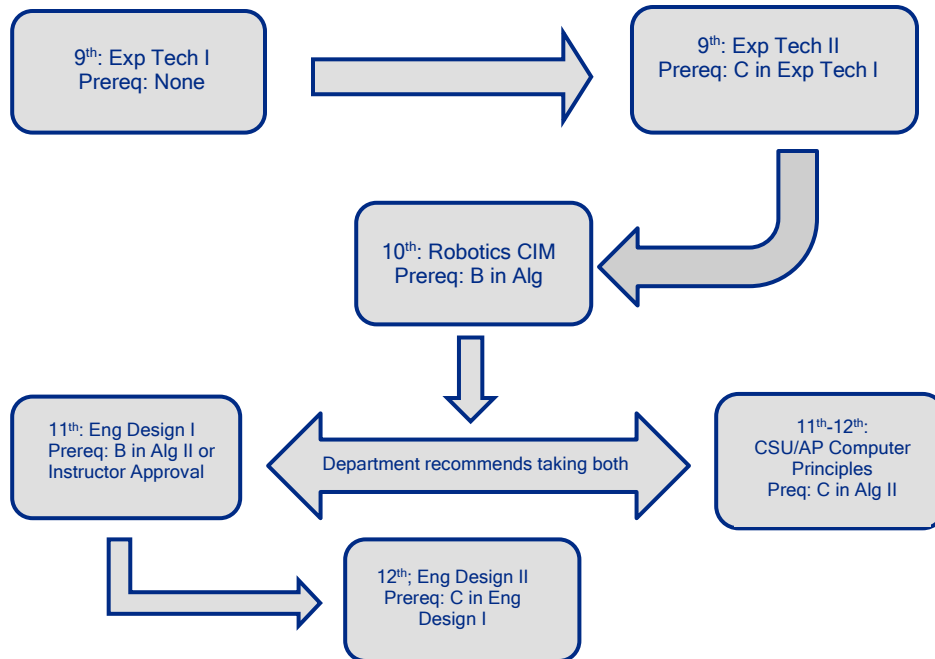 9th: Exp Tech I
Prereq: None
9th: Exp Tech II
Prereq: C in Exp Tech I
10th: Robotics CIM
Prereq: B in Alg
11th: Eng Design I
Prereq: B in Alg II or
Instructor Approval
Department recommends taking both
11th-12th:
CSU/AP Computer
Principles
Preq: C in Alg II
12th; Eng Design II
Prereq: C in Eng
Design I